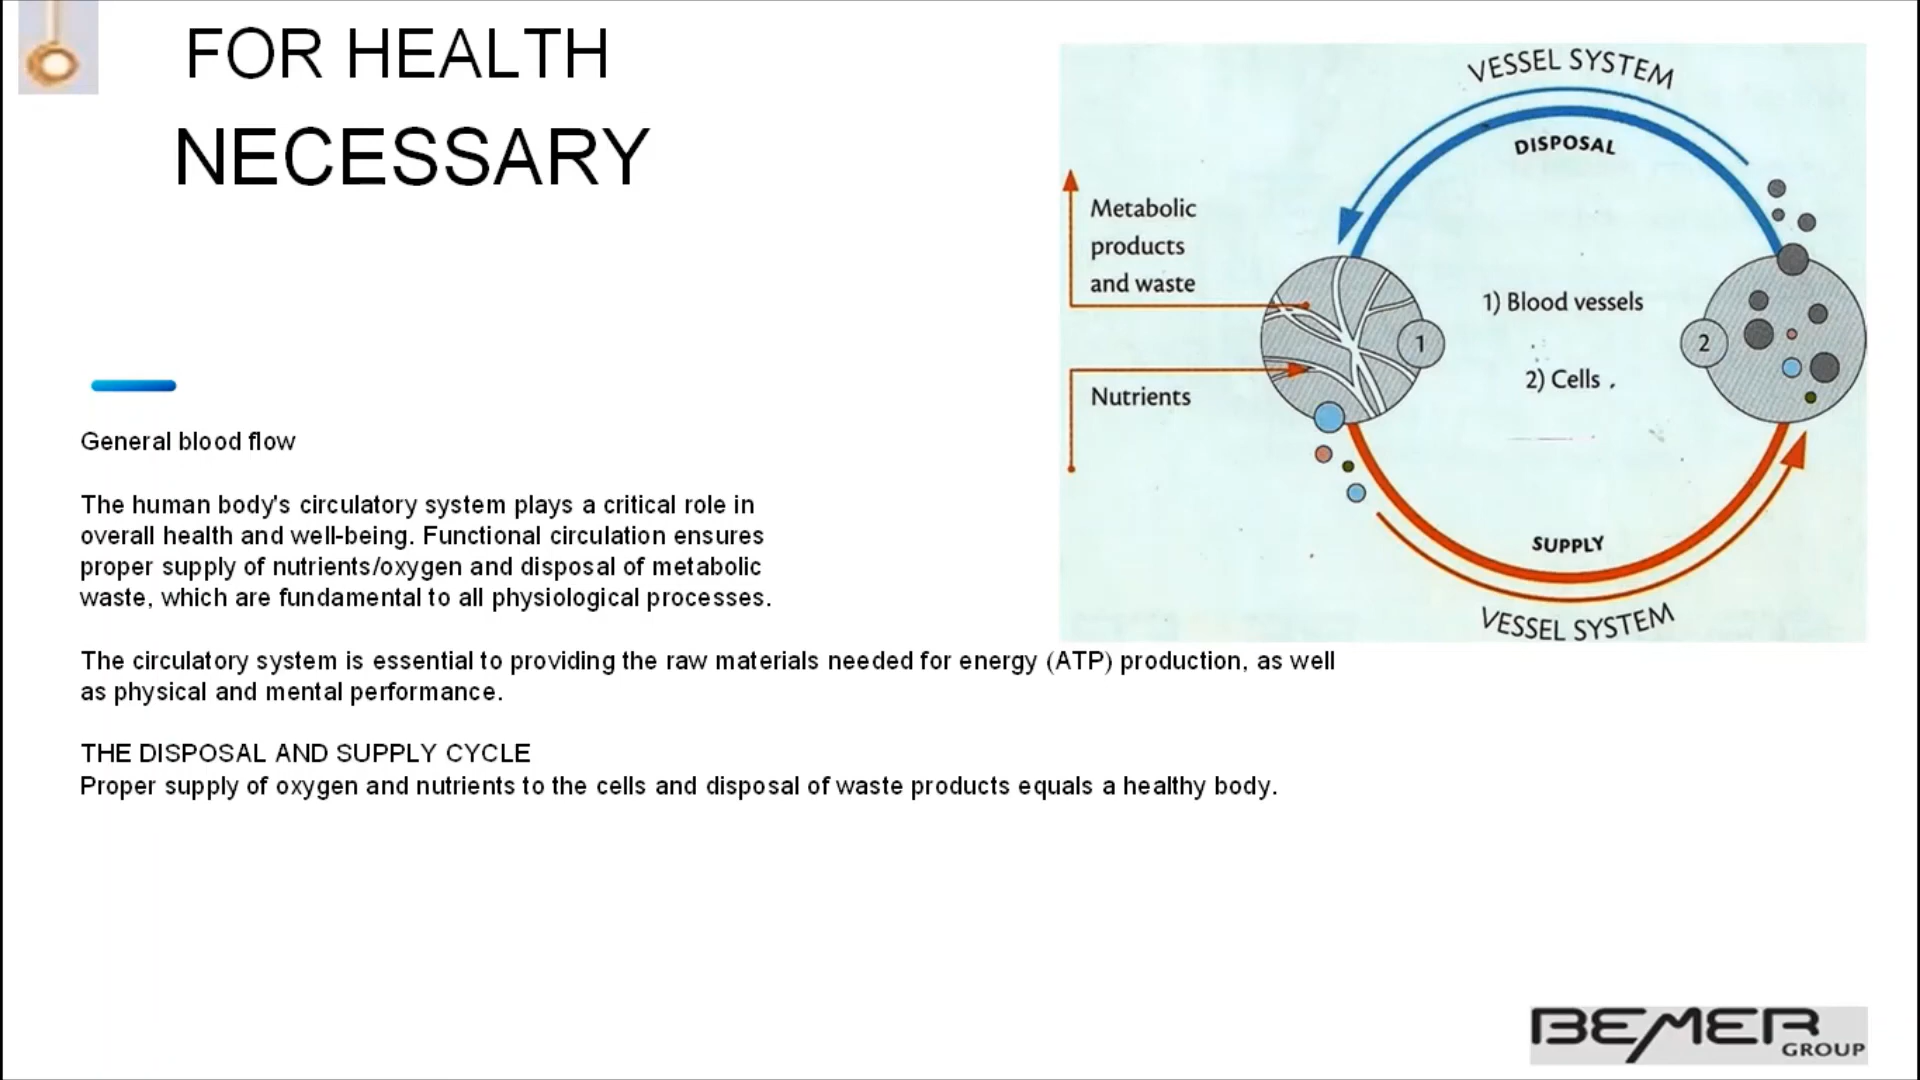 FOR HEALTH
NECESSARY
General blood flow
The human body's circulatory system plays a critical role in
overall health and well-being. Functional circulation ensures
proper supply of nutrients/oxygen and disposal of metabolic
waste, which are fundamental to all physiological processes.
The circulatory system is essential to providing the raw materials needed for energy (ATP) production, as well
as physical and mental performance.
THE DISPOSAL AND SUPPLY CYCLE
Proper supply of oxygen and nutrients to the cells and disposal of waste products equals a healthy body.
VESSEL SYSTEM
DISPOSAL
Metabolic
products
and waste
Nutrients
1
1) Blood vessels
2) Cells .
2
SUPPLY
VESSEL SYSTEM
BEMER
GROUP